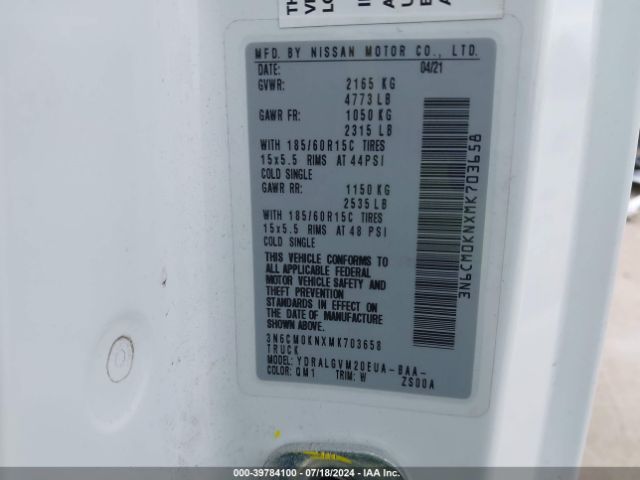 MFD. BY NISSAN MOTOR CO., LTD.
DATE: 04/21
GVWR: 2165 KG
4773 LB
GAWR FR: 1050 KG
2315 LB
WITH 185/60R15C TIRES
15x5.5 RIMS AT 44PSI
COLD SINGLE
GAWR RR: 1150 KG
2535 LB
WITH 185/60R15C TIRES
15x5.5 RIMS AT 48 PSI
COLD SINGLE
THIS VEHICLE CONFORMS TO
ALL APPLICABLE FEDERAL
MOTOR VEHICLE SAFETY AND
THEFT PREVENTION
STANDARDS IN EFFECT ON
THE DATE OF MANUFACTURE
SHOWN ABOVE.
3N6CM0KNXMK703658
TRUCK
MODEL: YDRALGVM20EUA-BAA-
ZS00A
COLOR: QM1 TRIM: W
3N6CM0KNXMK703658
000-39784100 - 07/18/2024 - IAA Inc.